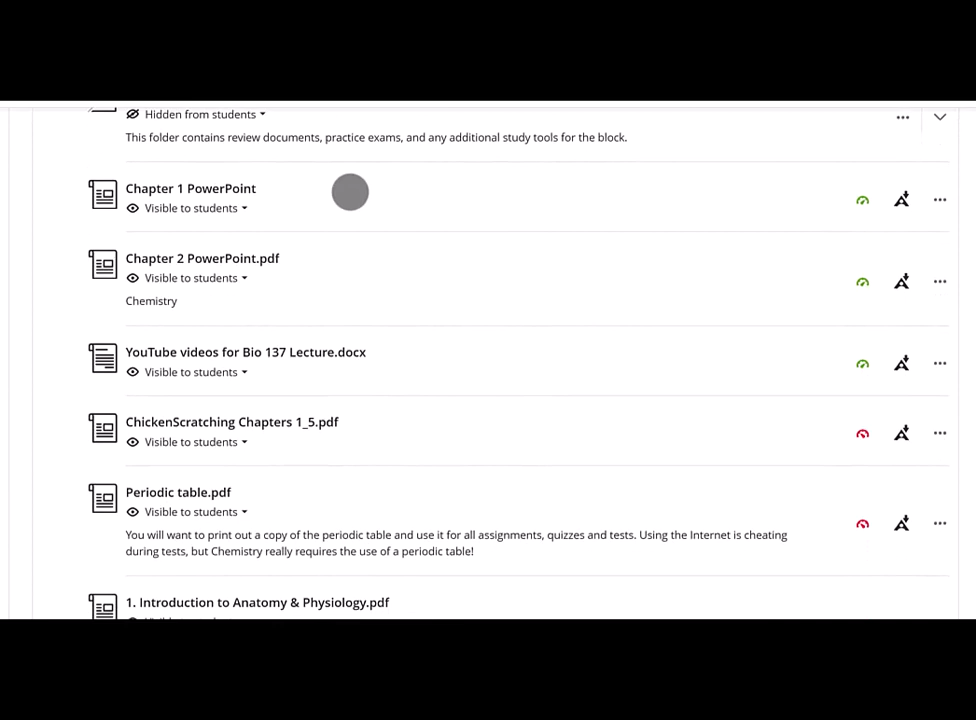 Hidden from students
This folder contains review documents, practice exams, and any additional study tools for the block.
Chapter 1 PowerPoint
Visible to students
Chapter 2 PowerPoint.pdf
Visible to students
Chemistry
YouTube videos for Bio 137 Lecture.docx
Visible to students
ChickenScratching Chapters 1_5.pdf
Visible to students
Periodic table.pdf
Visible to students
You will want to print out a copy of the periodic table and use it for all assignments, quizzes and tests. Using the Internet is cheating
during tests, but Chemistry really requires the use of a periodic table!
1. Introduction to Anatomy & Physiology.pdf